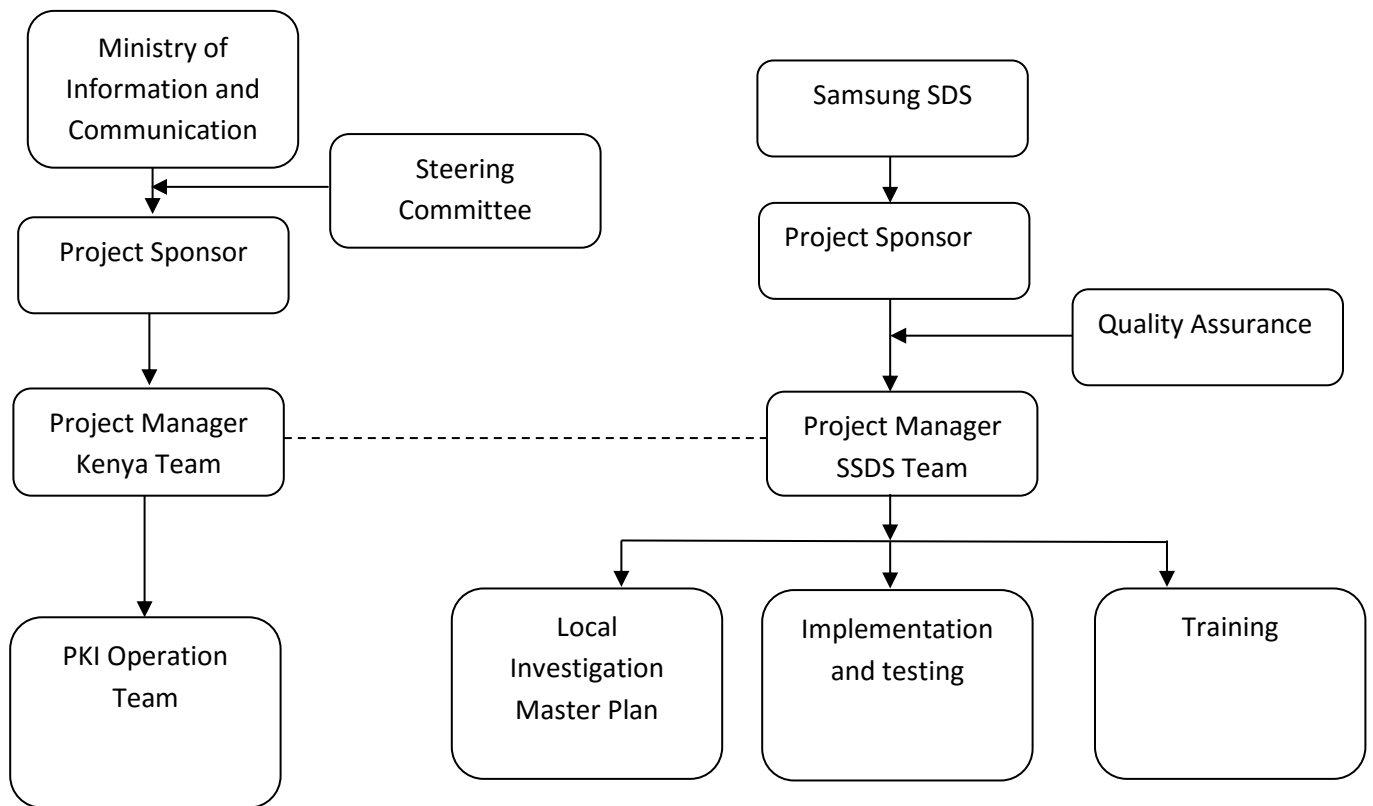 Ministry of
Information and
Communication
Samsung SDS
Steering
Committee
Project Sponsor
Project Sponsor
Quality Assurance
Project Manager
Kenya Team
Project Manager
SSDS Team
PKI Operation
Team
Local
Investigation
Master Plan
Implementation
and testing
Training